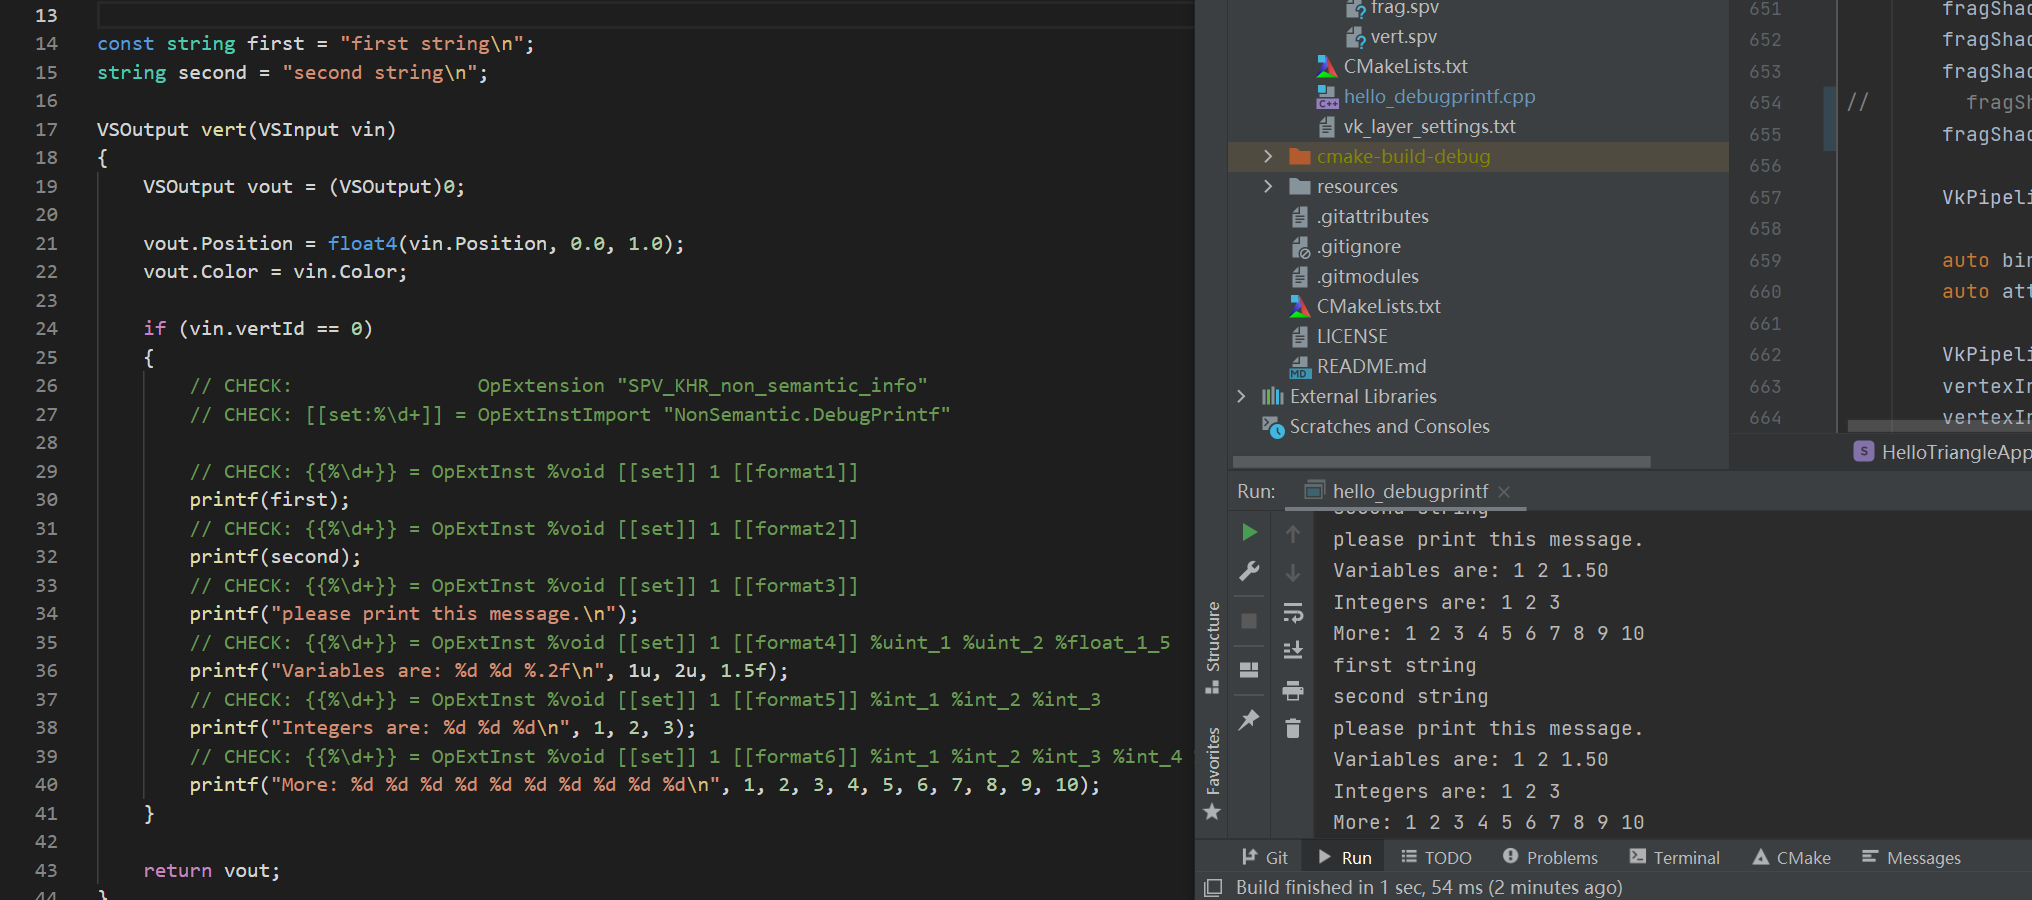 13
14 const string first = "first string\n";
15 string second = "second string\n";
16
17 VSOutput vert(VSInput vin)
18 {
19 VSOutput vout = (VSOutput)0;
20
21 vout.Position = float4(vin.Position, 0.0, 1.0);
22 vout.Color = vin.Color;
23
24 if (vin.vertId == 0)
25 {
26 // CHECK: OpExtension "SPV_KHR_non_semantic_info"
27 // CHECK: [[set:%\d+]] = OpExtInstImport "NonSemantic.DebugPrintf"
28
29 // CHECK: {{%\d+}} = OpExtInst %void [[set]] 1 [[format1]]
30 printf(first);
31 // CHECK: {{%\d+}} = OpExtInst %void [[set]] 1 [[format2]]
32 printf(second);
33 // CHECK: {{%\d+}} = OpExtInst %void [[set]] 1 [[format3]]
34 printf("please print this message.\n");
35 // CHECK: {{%\d+}} = OpExtInst %void [[set]] 1 [[format4]] %uint_1 %uint_2 %float_1_5
36 printf("Variables are: %d %d %.2f\n", 1u, 2u, 1.5f);
37 // CHECK: {{%\d+}} = OpExtInst %void [[set]] 1 [[format5]] %int_1 %int_2 %int_3
38 printf("Integers are: %d %d %d\n", 1, 2, 3);
39 // CHECK: {{%\d+}} = OpExtInst %void [[set]] 1 [[format6]] %int_1 %int_2 %int_3 %int_4
40 printf("More: %d %d %d %d %d %d %d %d %d %d\n", 1, 2, 3, 4, 5, 6, 7, 8, 9, 10);
41 }
42
43 return vout;
44 }
frag.spv
vert.spv
CMakeLists.txt
hello_debugprintf.cpp
vk_layer_settings.txt
cmake-build-debug
resources
.gitattributes
.gitignore
.gitmodules
CMakeLists.txt
LICENSE
README.md
External Libraries
Scratches and Consoles
651 fragShad
652 fragShad
653 fragShad
654 // fragSh
655 fragShad
656
657 VkPipeli
658
659 auto bin
660 auto att
661
662 VkPipeli
663 vertexIn
664 vertexIn
HelloTriangleApp
Run: hello_debugprintf
second string
please print this message.
Variables are: 1 2 1.50
Integers are: 1 2 3
More: 1 2 3 4 5 6 7 8 9 10
first string
second string
please print this message.
Variables are: 1 2 1.50
Integers are: 1 2 3
More: 1 2 3 4 5 6 7 8 9 10
Structure
Favorites
Git Run TODO Problems Terminal CMake Messages
Build finished in 1 sec, 54 ms (2 minutes ago)